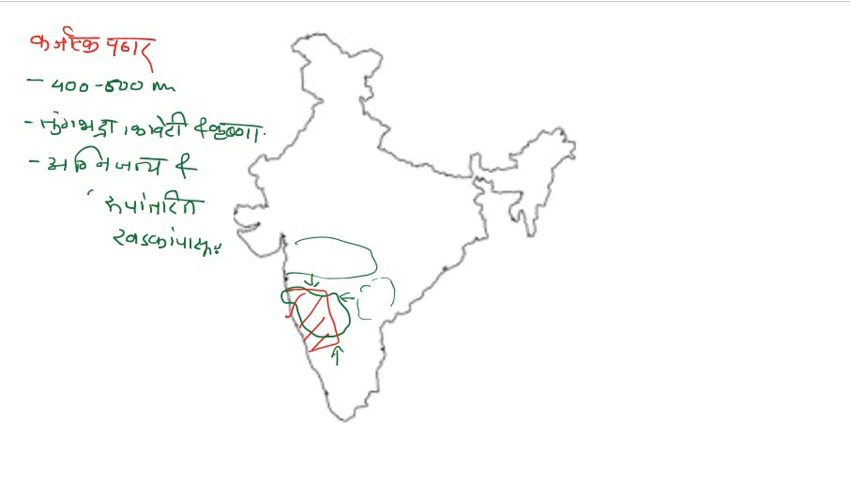 कर्नाटक पठार
- 400-600 m
- तुंगभद्रा, कावेरी & कृष्णा.
- अग्निजन्य &
रूपांतरित
खडकांपासून